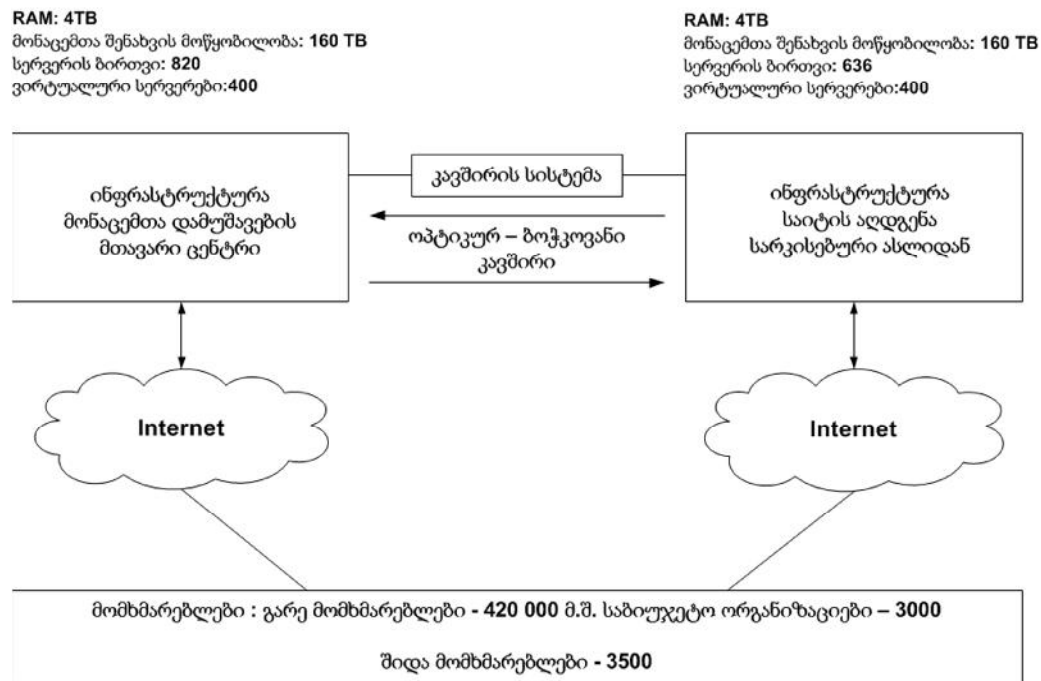 RAM: 4TB
მონაცემთა შენახვის მოწყობილობა: 160 TB
სერვერის ბირთვი: 820
ვირტუალური სერვერები:400
RAM: 4TB
მონაცემთა შენახვის მოწყობილობა: 160 TB
სერვერის ბირთვი: 636
ვირტუალური სერვერები:400
ინფრასტრუქტურა
მონაცემთა დამუშავების
მთავარი ცენტრი
კავშირის სისტემა
ოპტიკურ – ბოჭკოვანი
კავშირი
ინფრასტრუქტურა
საიტის აღდგენა
სარკისებური ასლიდან
Internet
Internet
მომხმარებლები : გარე მომხმარებლები - 420 000 მ.შ. საბიუჯეტო ორგანიზაციები – 3000
შიდა მომხმარებლები - 3500